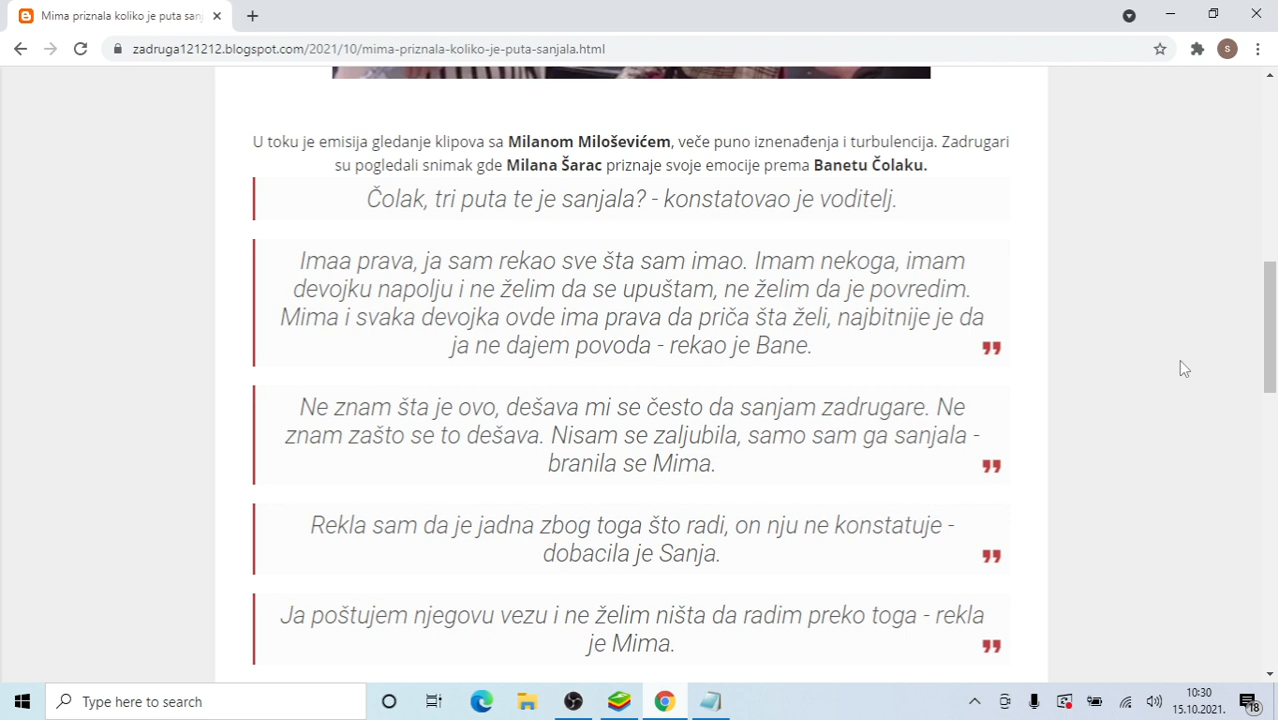 Mima priznala koliko je puta san
zadruga121212.blogspot.com/2021/10/mima-priznala-koliko-je-puta-sanjala.html
S
U toku je emisija gledanje klipova sa Milanom Miloševićem, veče puno iznenađenja i turbulencija. Zadrugari
su pogledali snimak gde Milana Šarac priznaje svoje emocije prema Banetu Čolaku.
Čolak, tri puta te je sanjala? - konstatovao je voditelj.
Imaa prava, ja sam rekao sve šta sam imao. Imam nekoga, imam
devojku napolju i ne želim da se upuštam, ne želim da je povredim.
Mima i svaka devojka ovde ima prava da priča šta želi, najbitnije je da
ja ne dajem povoda - rekao je Bane.
Ne znam šta je ovo, dešava mi se često da sanjam zadrugare. Ne
znam zašto se to dešava. Nisam se zaljubila, samo sam ga sanjala -
branila se Mima.
Rekla sam da je jadna zbog toga što radi, on nju ne konstatuje -
dobacila je Sanja.
Ja poštujem njegovu vezu i ne želim ništa da radim preko toga - rekla
je Mima.
Type here to search
10:30
15.10.2021.
18